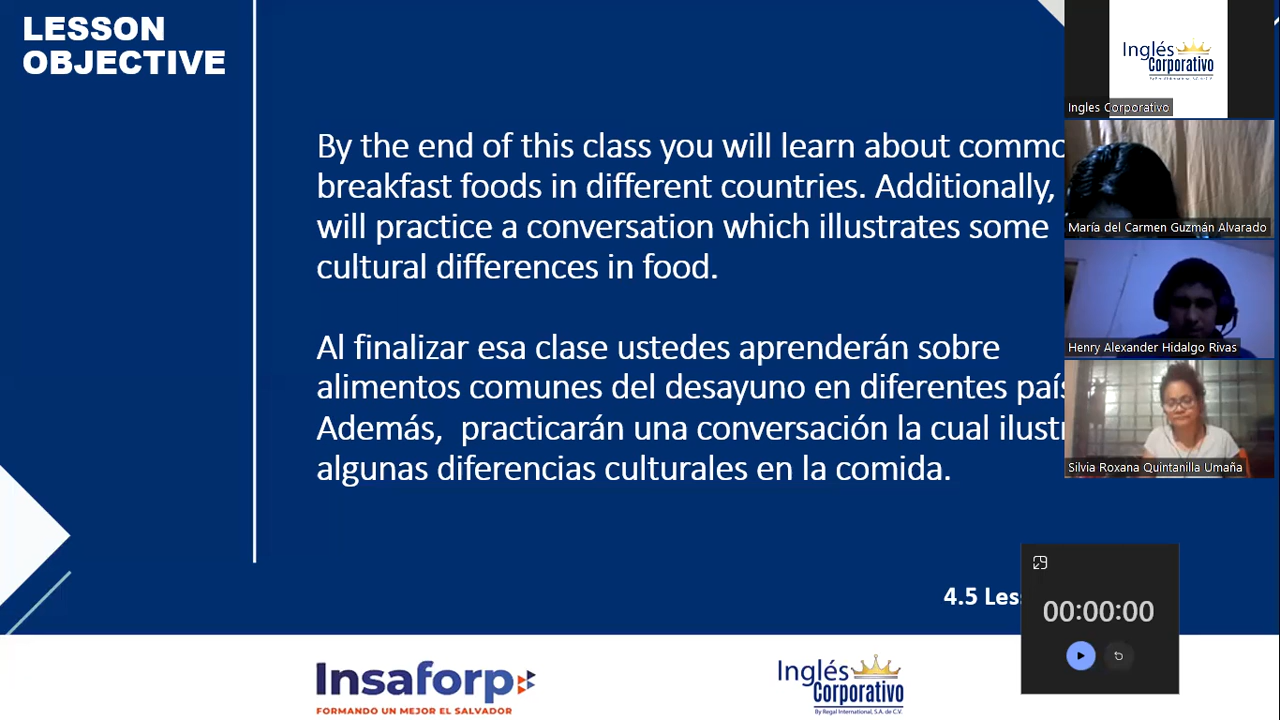 LESSON
OBJECTIVE
By the end of this class you will learn about commo
breakfast foods in different countries. Additionally,
will practice a conversation which illustrates some
cultural differences in food.
Al finalizar esa clase ustedes aprenderán sobre
alimentos comunes del desayuno en diferentes país
Además, practicarán una conversación la cual ilustr
algunas diferencias culturales en la comida.
4.5 Les
Insaforp
FORMANDO UN MEJOR EL SALVADOR
Inglés
Corporativo
By Regal International, S.A. de C.V.
Inglés
Corporativo
Ingles Corporativo
María del Carmen Guzmán Alvarado
Henry Alexander Hidalgo Rivas
Silvia Roxana Quintanilla Umaña
00:00:00